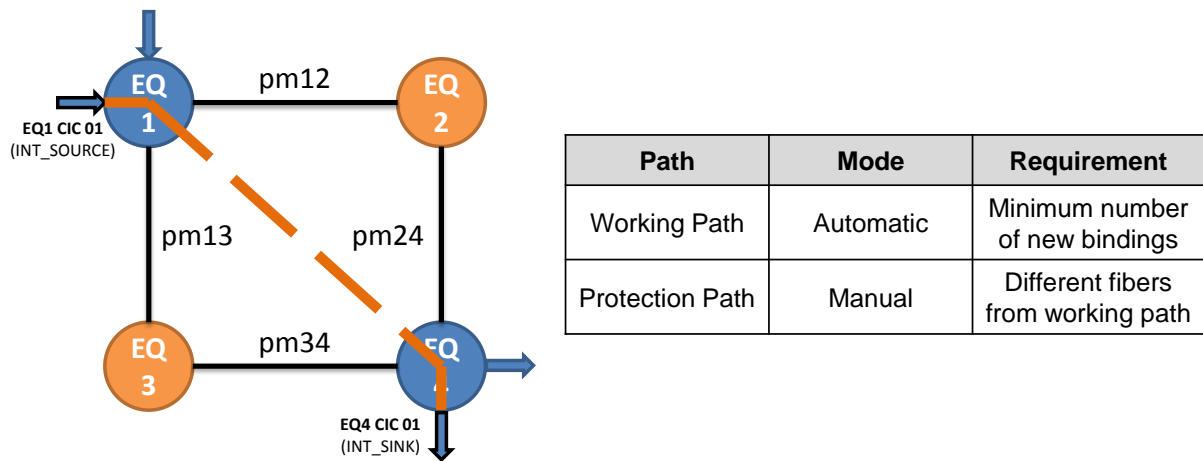 EQ
1
pm12
EQ
2
EQ1 CIC 01
(INT_SOURCE)
pm13
pm24
EQ
3
pm34
EQ
4
EQ4 CIC 01
(INT_SINK)
Path Mode Requirement
Working Path Automatic Minimum number
of new bindings
Protection Path Manual Different fibers
from working path